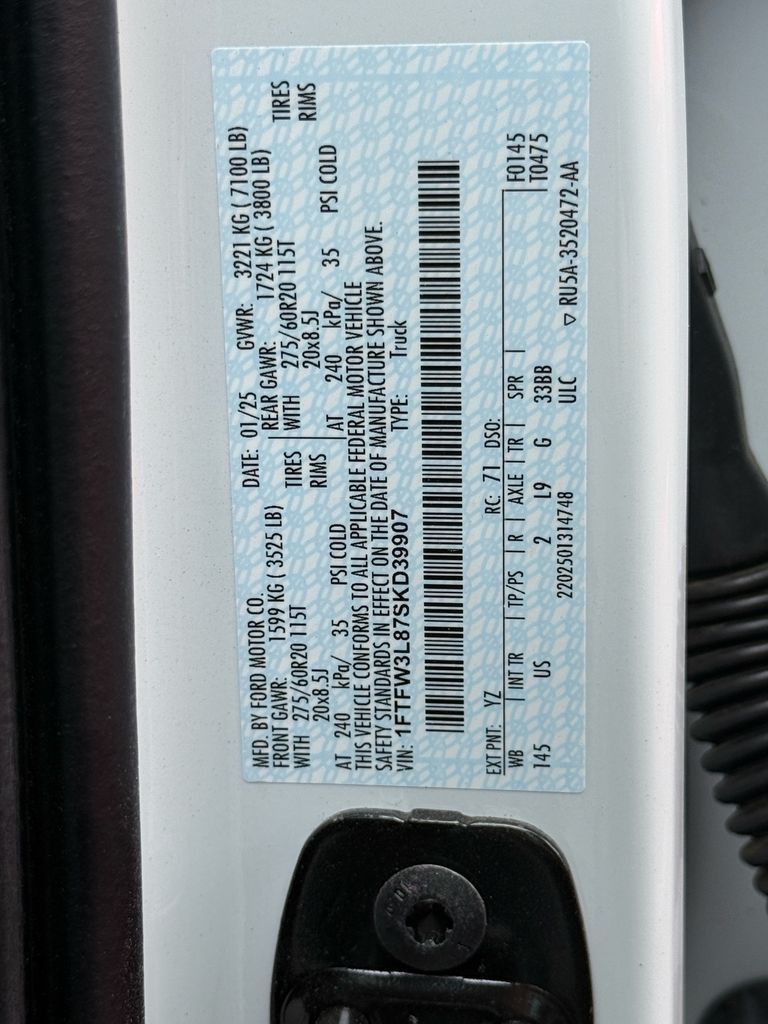 MFD. BY FORD MOTOR CO.
DATE: 01/25 GVWR: 3221 KG ( 7100 LB)
FRONT GAWR: 1599 KG ( 3525 LB) REAR GAWR: 1724 KG ( 3800 LB)
WITH 275/60R20 115T TIRES WITH 275/60R20 115T TIRES
20x8.5J RIMS 20x8.5J RIMS
AT 240 kPa/ 35 PSI COLD AT 240 kPa/ 35 PSI COLD
THIS VEHICLE CONFORMS TO ALL APPLICABLE FEDERAL MOTOR VEHICLE
SAFETY STANDARDS IN EFFECT ON THE DATE OF MANUFACTURE SHOWN ABOVE.
VIN: 1FTFW3L87SKD39907 TYPE: Truck
EXT PNT: YZ RC: 71 DSO: F0145
WB INT TR TP/PS R AXLE TR SPR T0475
145 US 2 L9 G 33BB
2202501314748 ULC ▽ RU5A-3520472-AA